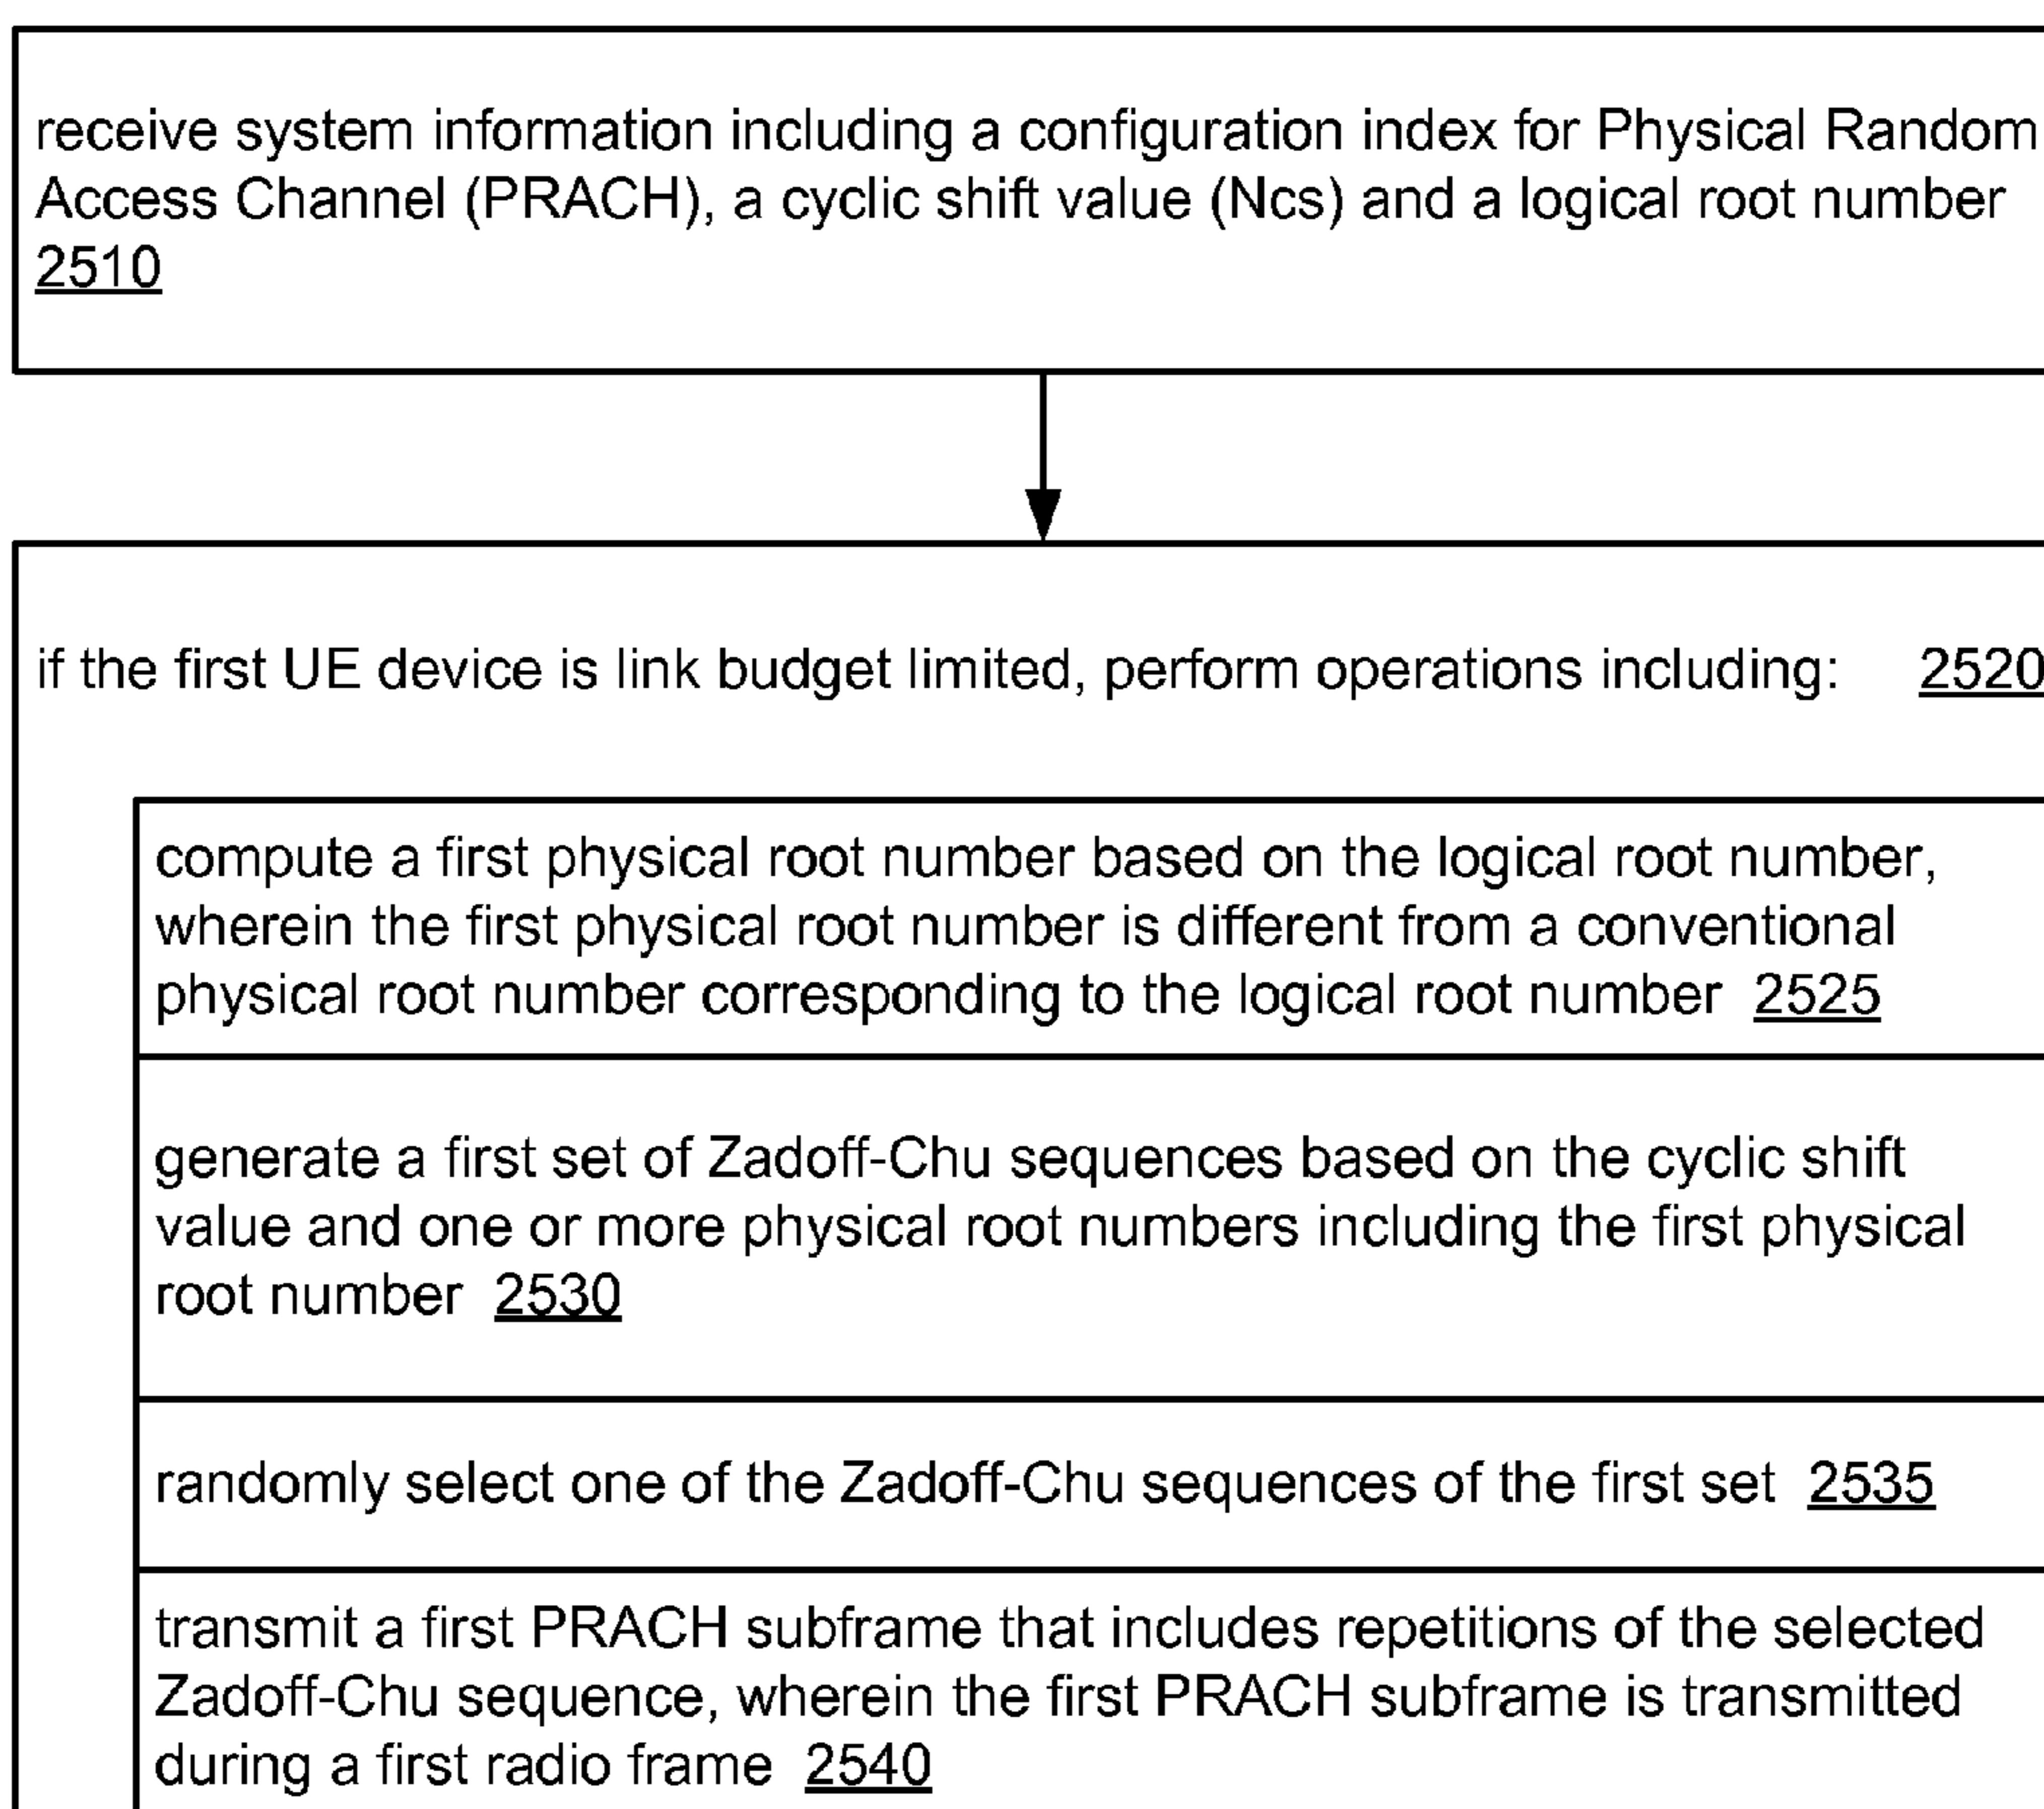 receive system information including a configuration index for Physical Random
Access Channel (PRACH), a cyclic shift value (Ncs) and a logical root number
2510
if the first UE device is link budget limited, perform operations including: 2520
compute a first physical root number based on the logical root number,
wherein the first physical root number is different from a conventional
physical root number corresponding to the logical root number 2525
generate a first set of Zadoff-Chu sequences based on the cyclic shift
value and one or more physical root numbers including the first physical
root number 2530
randomly select one of the Zadoff-Chu sequences of the first set 2535
transmit a first PRACH subframe that includes repetitions of the selected
Zadoff-Chu sequence, wherein the first PRACH subframe is transmitted
during a first radio frame 2540